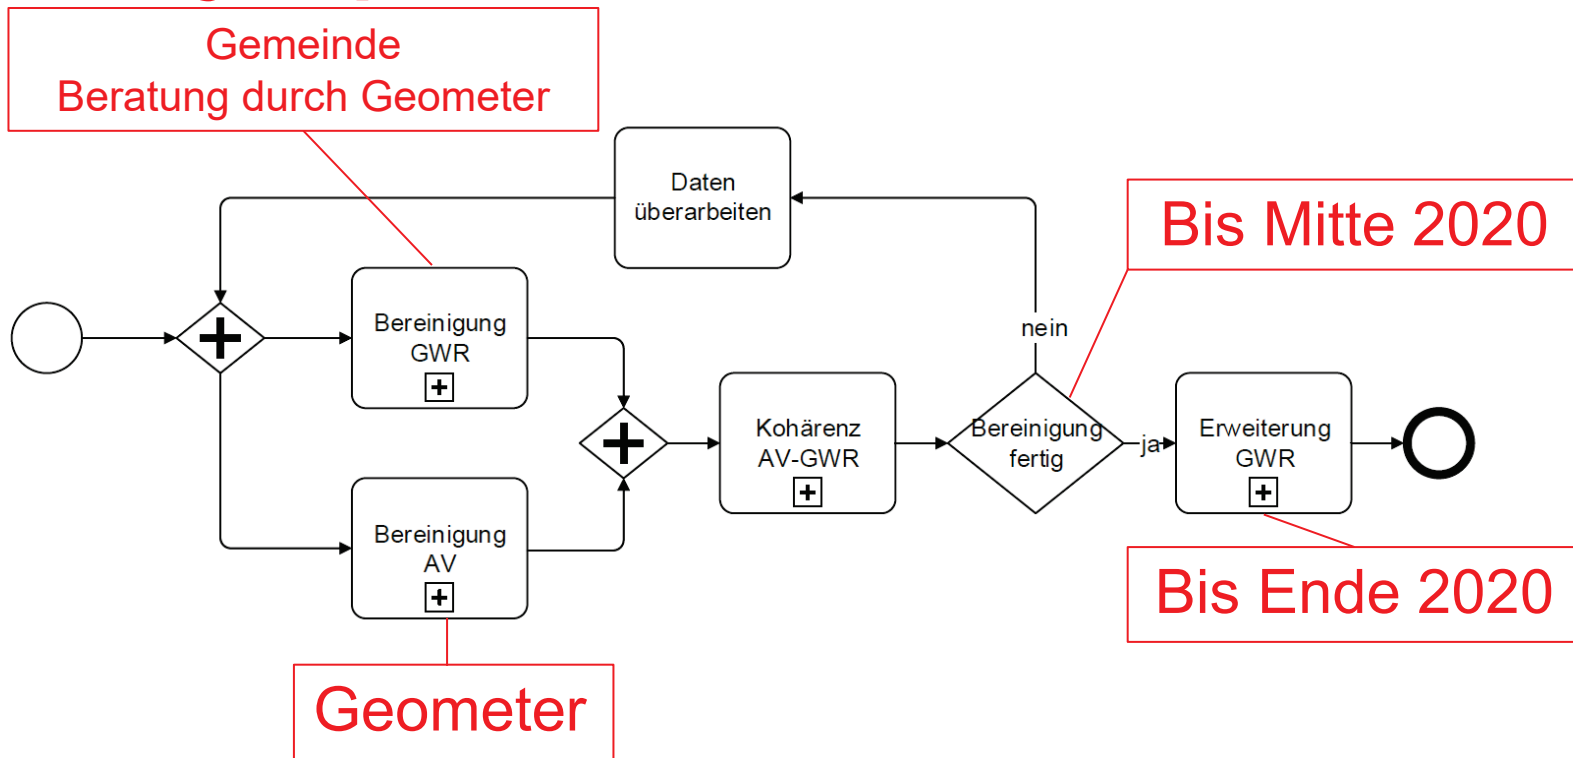 Gemeinde
Beratung durch Geometer
Daten
überarbeiten
Bis Mitte 2020
Bereinigung
GWR
nein
Kohärenz
AV-GWR
Bereinigung
fertig
ja
Erweiterung
GWR
Bereinigung
AV
Bis Ende 2020
Geometer